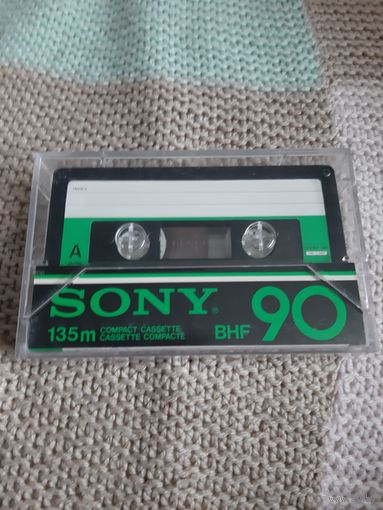 A
SONY
135m COMPACT CASSETTE
CASSETTE COMPACTE
BHF 90